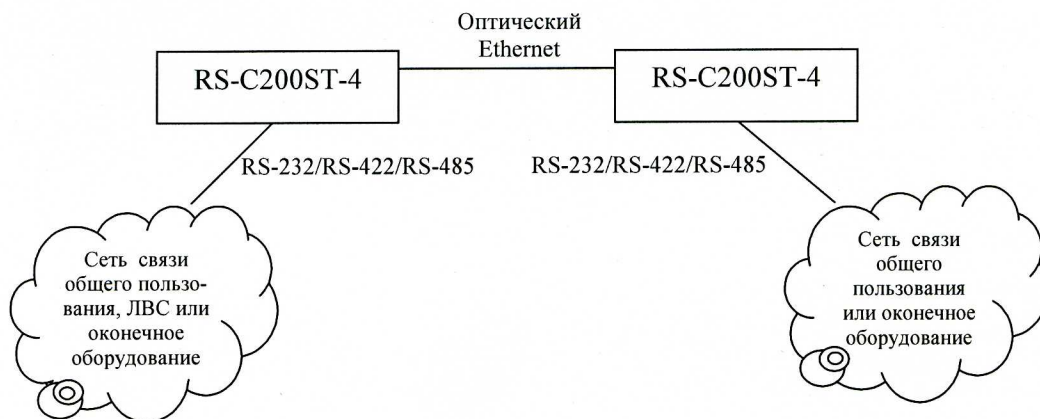 Оптический
Ethernet
RS-C200ST-4
RS-C200ST-4
RS-232/RS-422/RS-485
RS-232/RS-422/RS-485
Сеть связи
общего пользо-
вания, ЛВС или
оконечное
оборудование
Сеть связи
общего
пользования
или оконечное
оборудование